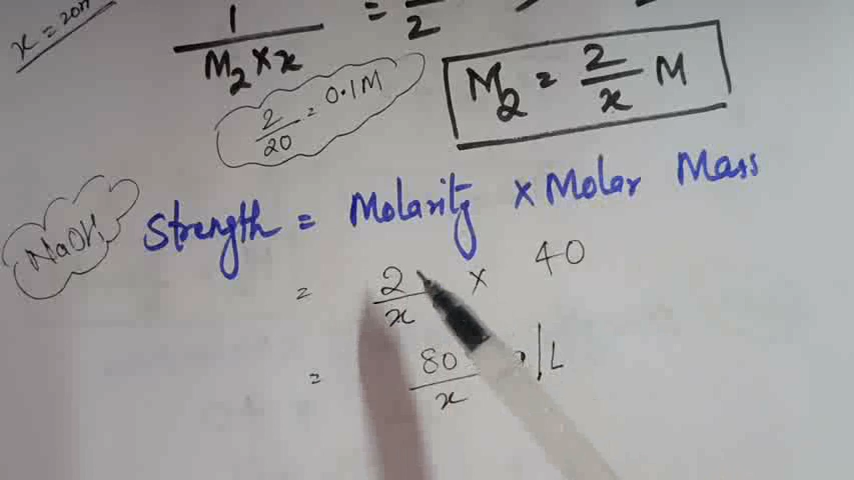 x = 20
1 / M₂ × x = / 2
M₂ = 2/x M
2/20 = 0.1M
NaOH
Strength = Molarity × Molar Mass
= 2/x × 40
= 80/x /L